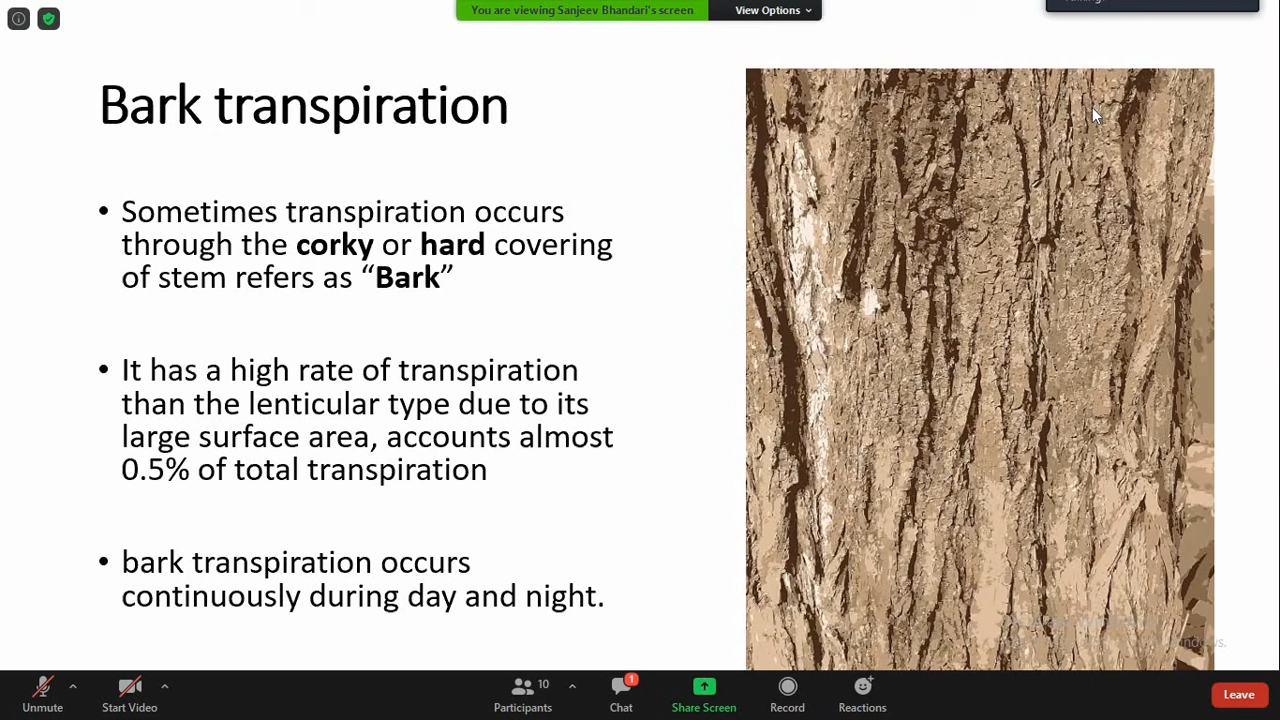 You are viewing Sanjeev Bhandari's screen
View Options
Bark transpiration
• Sometimes transpiration occurs
through the corky or hard covering
of stem refers as “Bark”
• It has a high rate of transpiration
than the lenticular type due to its
large surface area, accounts almost
0.5% of total transpiration
• bark transpiration occurs
continuously during day and night.
Unmute
Start Video
10
Participants
1
Chat
Share Screen
Record
Reactions
Leave